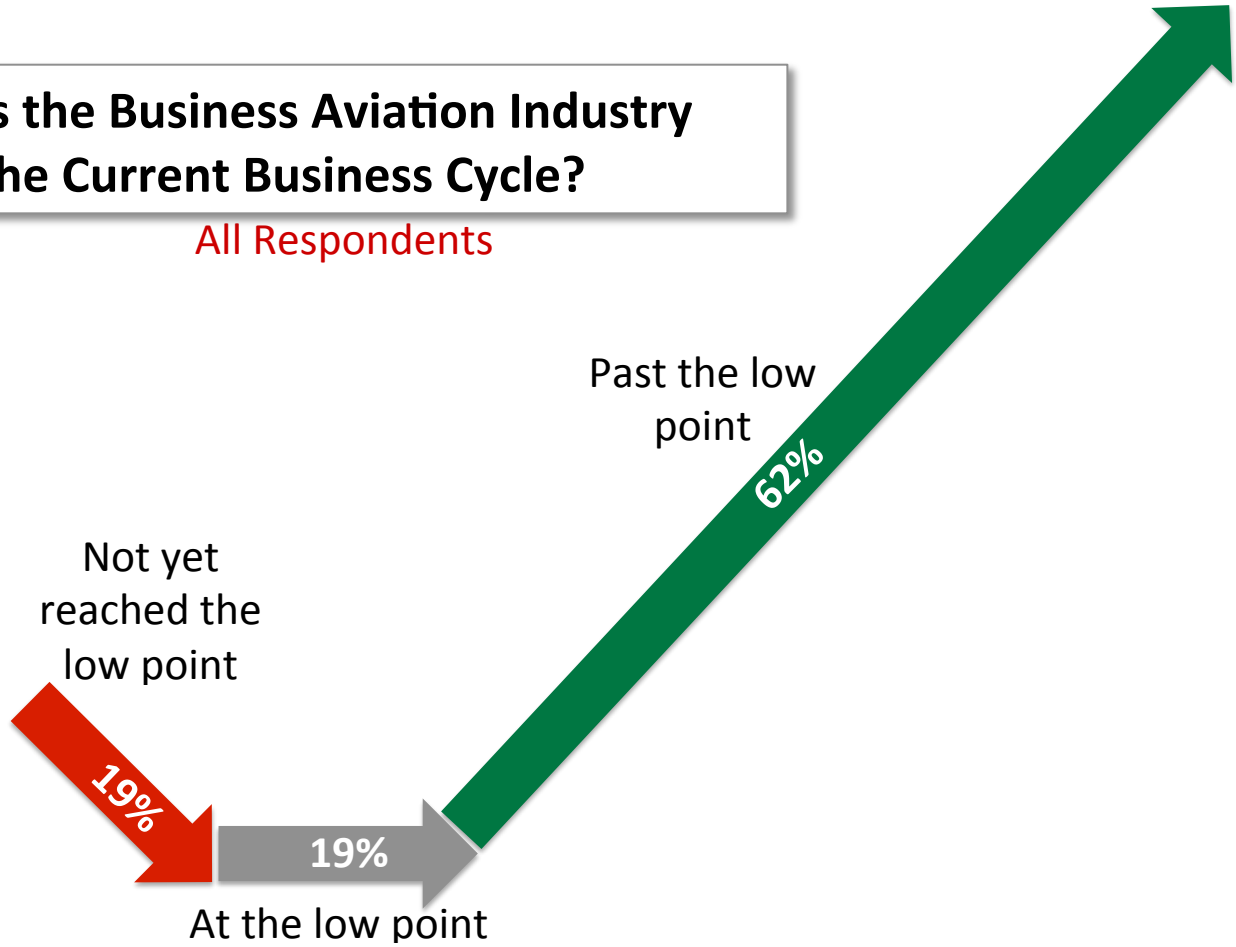 s the Business Aviation Industry
he Current Business Cycle?
All Respondents
Past the low
point
62%
Not yet
reached the
low point
19%
19%
At the low point